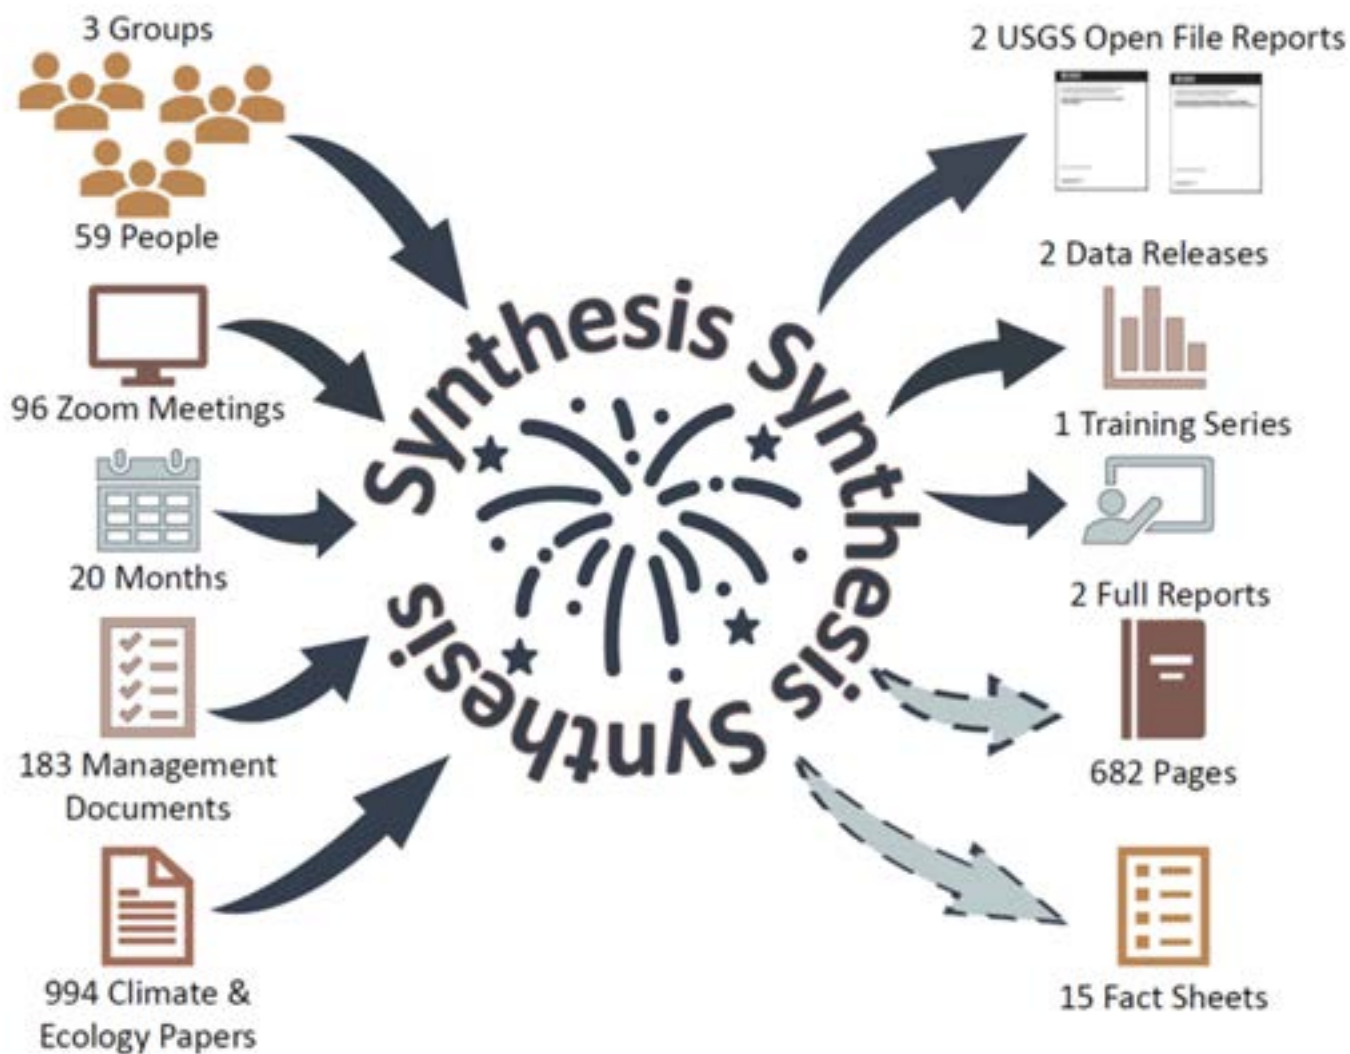 3 Groups
59 People
96 Zoom Meetings
20 Months
183 Management
Documents
994 Climate &
Ecology Papers
Synthesis Synthesis Synthesis Synthesis
2 USGS Open File Reports
2 Data Releases
1 Training Series
2 Full Reports
682 Pages
15 Fact Sheets